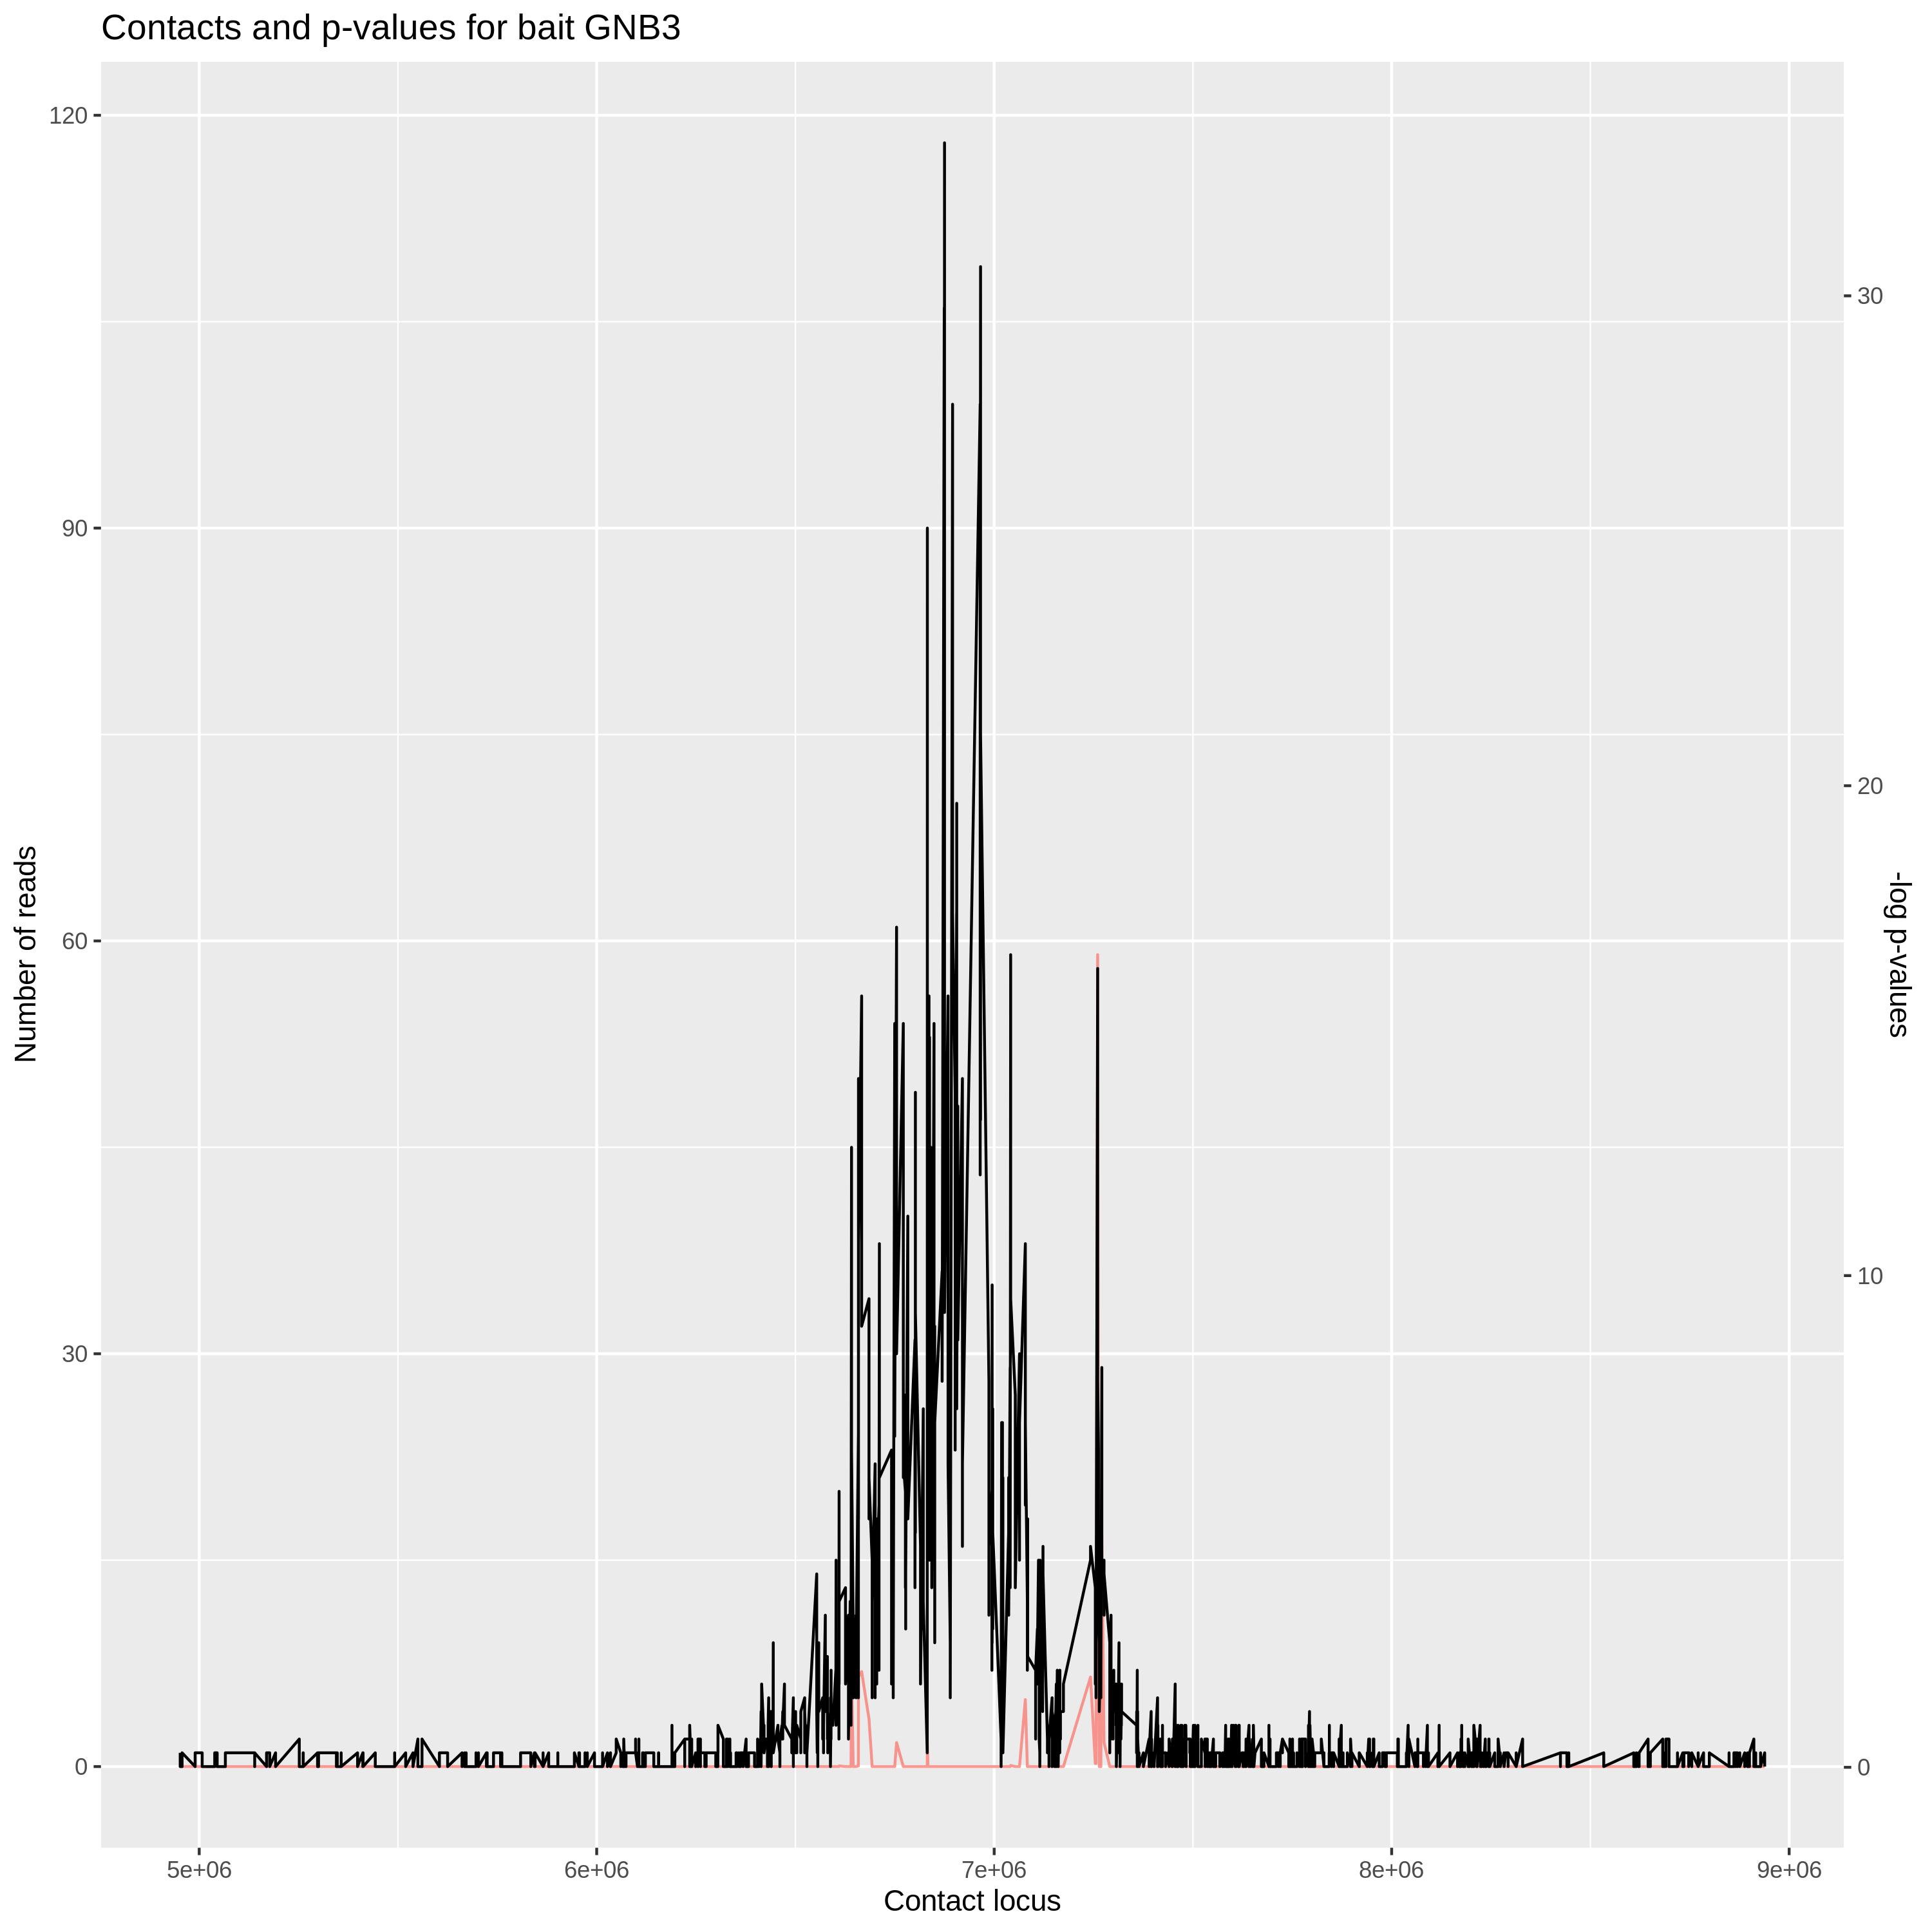 Contacts and p-values for bait GNB3
120
90
60
30
0
Number of reads
30
20
10
0
-log p-values
5e+06 6e+06 7e+06 8e+06 9e+06
Contact locus